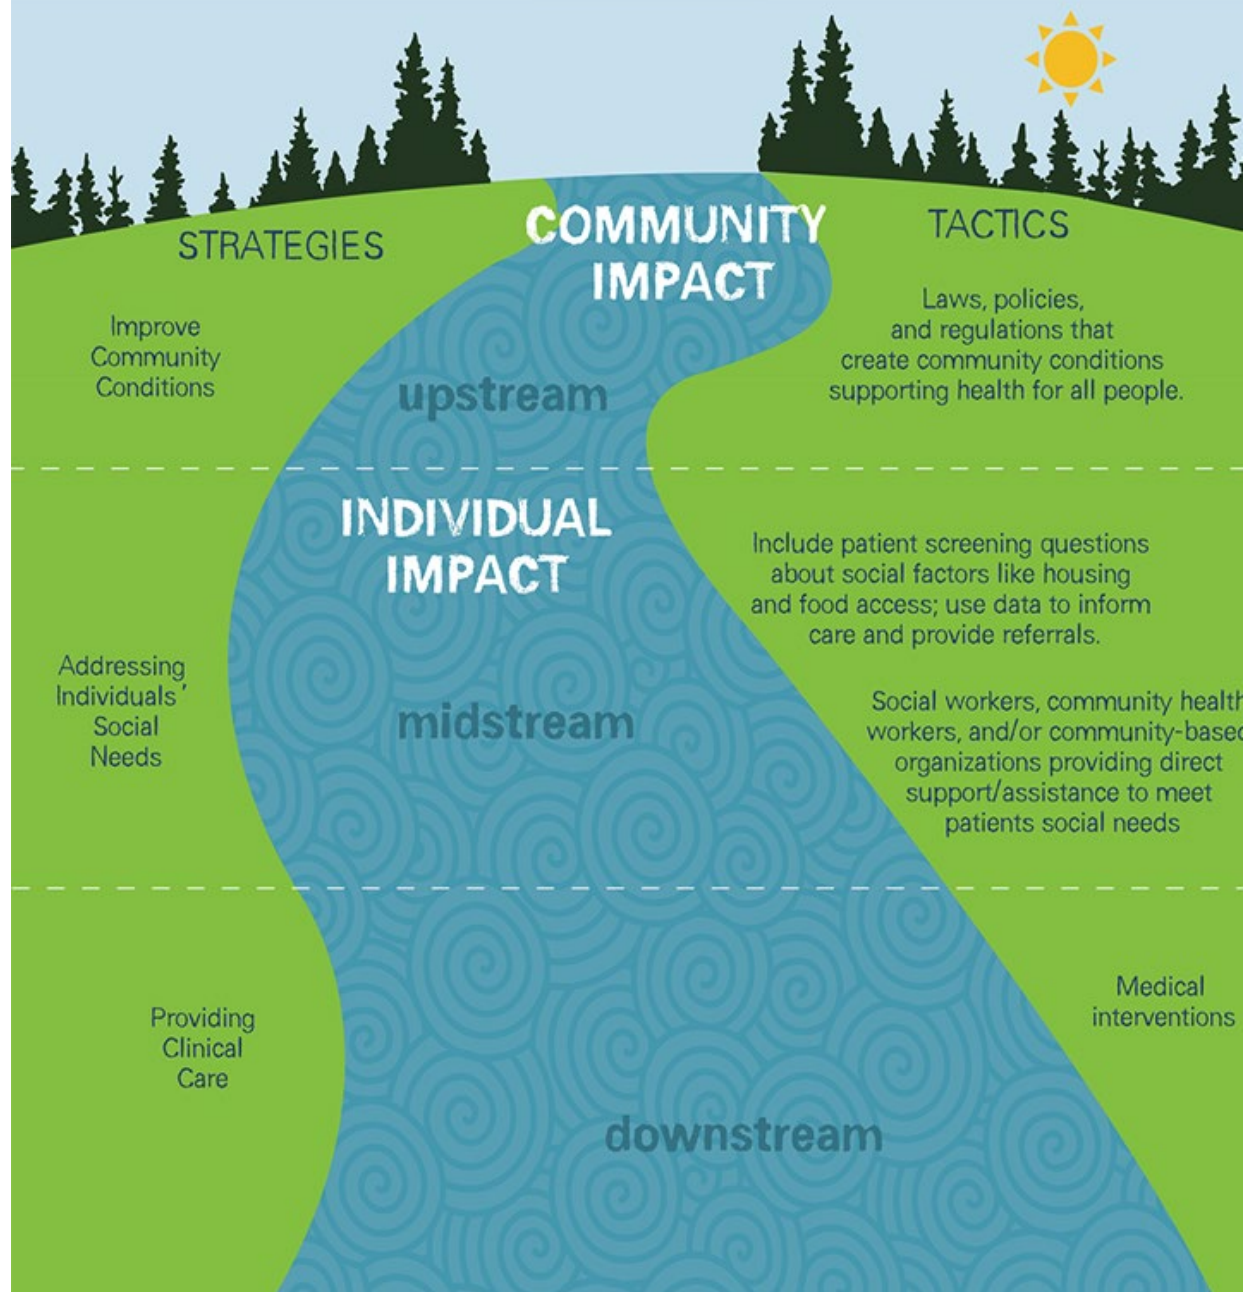 STRATEGIES
COMMUNITY
IMPACT
TACTICS
Improve
Community
Conditions
upstream
Laws, policies,
and regulations that
create community conditions
supporting health for all people.
INDIVIDUAL
IMPACT
Addressing
Individuals'
Social
Needs
midstream
Include patient screening questions
about social factors like housing
and food access; use data to inform
care and provide referrals.
Social workers, community health
workers, and/or community-based
organizations providing direct
support/assistance to meet
patients social needs
Providing
Clinical
Care
downstream
Medical
interventions